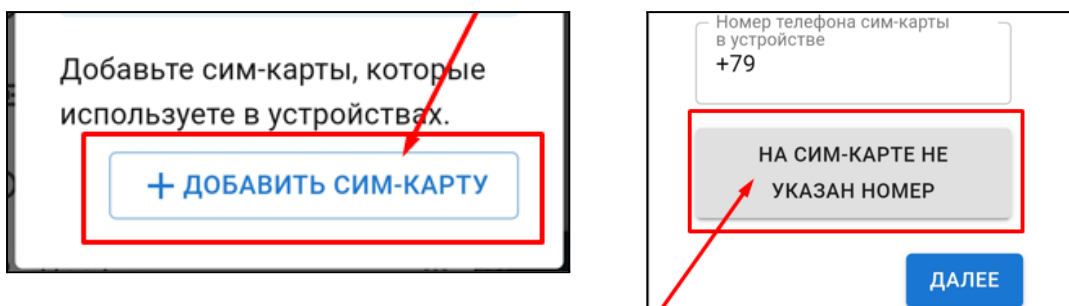 Добавьте сим-карты, которые
используете в устройствах.
+ ДОБАВИТЬ СИМ-КАРТУ
Номер телефона сим-карты
в устройстве
+79
НА СИМ-КАРТЕ НЕ
УКАЗАН НОМЕР
ДАЛЕЕ